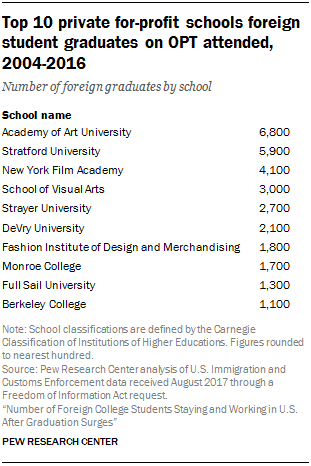 Top 10 private for-profit schools foreign
student graduates on OPT attended,
2004-2016
Number of foreign graduates by school
School name
Academy of Art University 6,800
Stratford University 5,900
New York Film Academy 4,100
School of Visual Arts 3,000
Strayer University 2,700
DeVry University 2,100
Fashion Institute of Design and Merchandising 1,800
Monroe College 1,700
Full Sail University 1,300
Berkeley College 1,100
Note: School classifications are defined by the Carnegie
Classification of Institutions of Higher Educations. Figures rounded
to nearest hundred.
Source: Pew Research Center analysis of U.S. Immigration and
Customs Enforcement data received August 2017 through a
Freedom of Information Act request.
“Number of Foreign College Students Staying and Working in U.S.
After Graduation Surges”
PEW RESEARCH CENTER